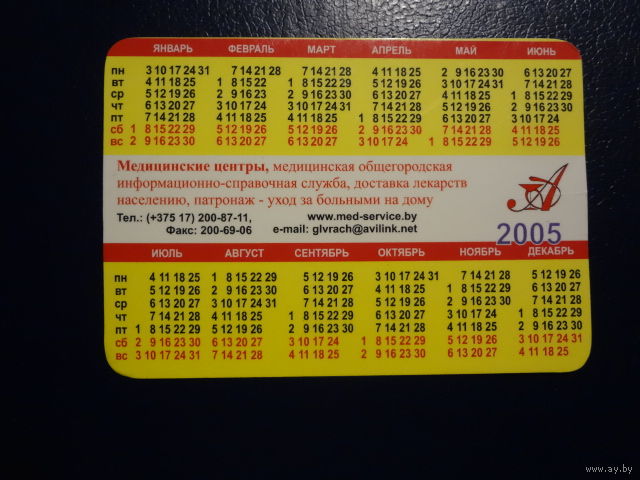 ЯНВАРЬ ФЕВРАЛЬ МАРТ АПРЕЛЬ МАЙ ИЮНЬ
пн 3 10 17 24 31 7 14 21 28 7 14 21 28 4 11 18 25 2 9 16 23 30 6 13 20 27
вт 4 11 18 25 1 8 15 22 1 8 15 22 29 5 12 19 26 3 10 17 24 31 7 14 21 28
ср 5 12 19 26 2 9 16 23 2 9 16 23 30 6 13 20 27 4 11 18 25 1 8 15 22 29
чт 6 13 20 27 3 10 17 24 3 10 17 24 31 7 14 21 28 5 12 19 26 2 9 16 23 30
пт 7 14 21 28 4 11 18 25 4 11 18 25 1 8 15 22 29 6 13 20 27 3 10 17 24
сб 1 8 15 22 29 5 12 19 26 5 12 19 26 2 9 16 23 30 7 14 21 28 4 11 18 25
вс 2 9 16 23 30 6 13 20 27 6 13 20 27 3 10 17 24 1 8 15 22 29 5 12 19 26
Медицинские центры, медицинская общегородская
информационно-справочная служба, доставка лекарств
населению, патронаж - уход за больными на дому
Тел.: (+375 17) 200-87-11, www.med-service.by
Факс: 200-69-06 e-mail: glvrach@avilink.net
2005
ИЮЛЬ АВГУСТ СЕНТЯБРЬ ОКТЯБРЬ НОЯБРЬ ДЕКАБРЬ
пн 4 11 18 25 1 8 15 22 29 5 12 19 26 3 10 17 24 31 7 14 21 28 5 12 19 26
вт 5 12 19 26 2 9 16 23 30 6 13 20 27 4 11 18 25 1 8 15 22 29 6 13 20 27
ср 6 13 20 27 3 10 17 24 31 7 14 21 28 5 12 19 26 2 9 16 23 30 7 14 21 28
чт 7 14 21 28 4 11 18 25 1 8 15 22 29 6 13 20 27 3 10 17 24 1 8 15 22 29
пт 1 8 15 22 29 5 12 19 26 2 9 16 23 30 7 14 21 28 4 11 18 25 2 9 16 23 30
сб 2 9 16 23 30 6 13 20 27 3 10 17 24 1 8 15 22 29 5 12 19 26 3 10 17 24 31
вс 3 10 17 24 31 7 14 21 28 4 11 18 25 2 9 16 23 30 6 13 20 27 4 11 18 25
www.ay.by